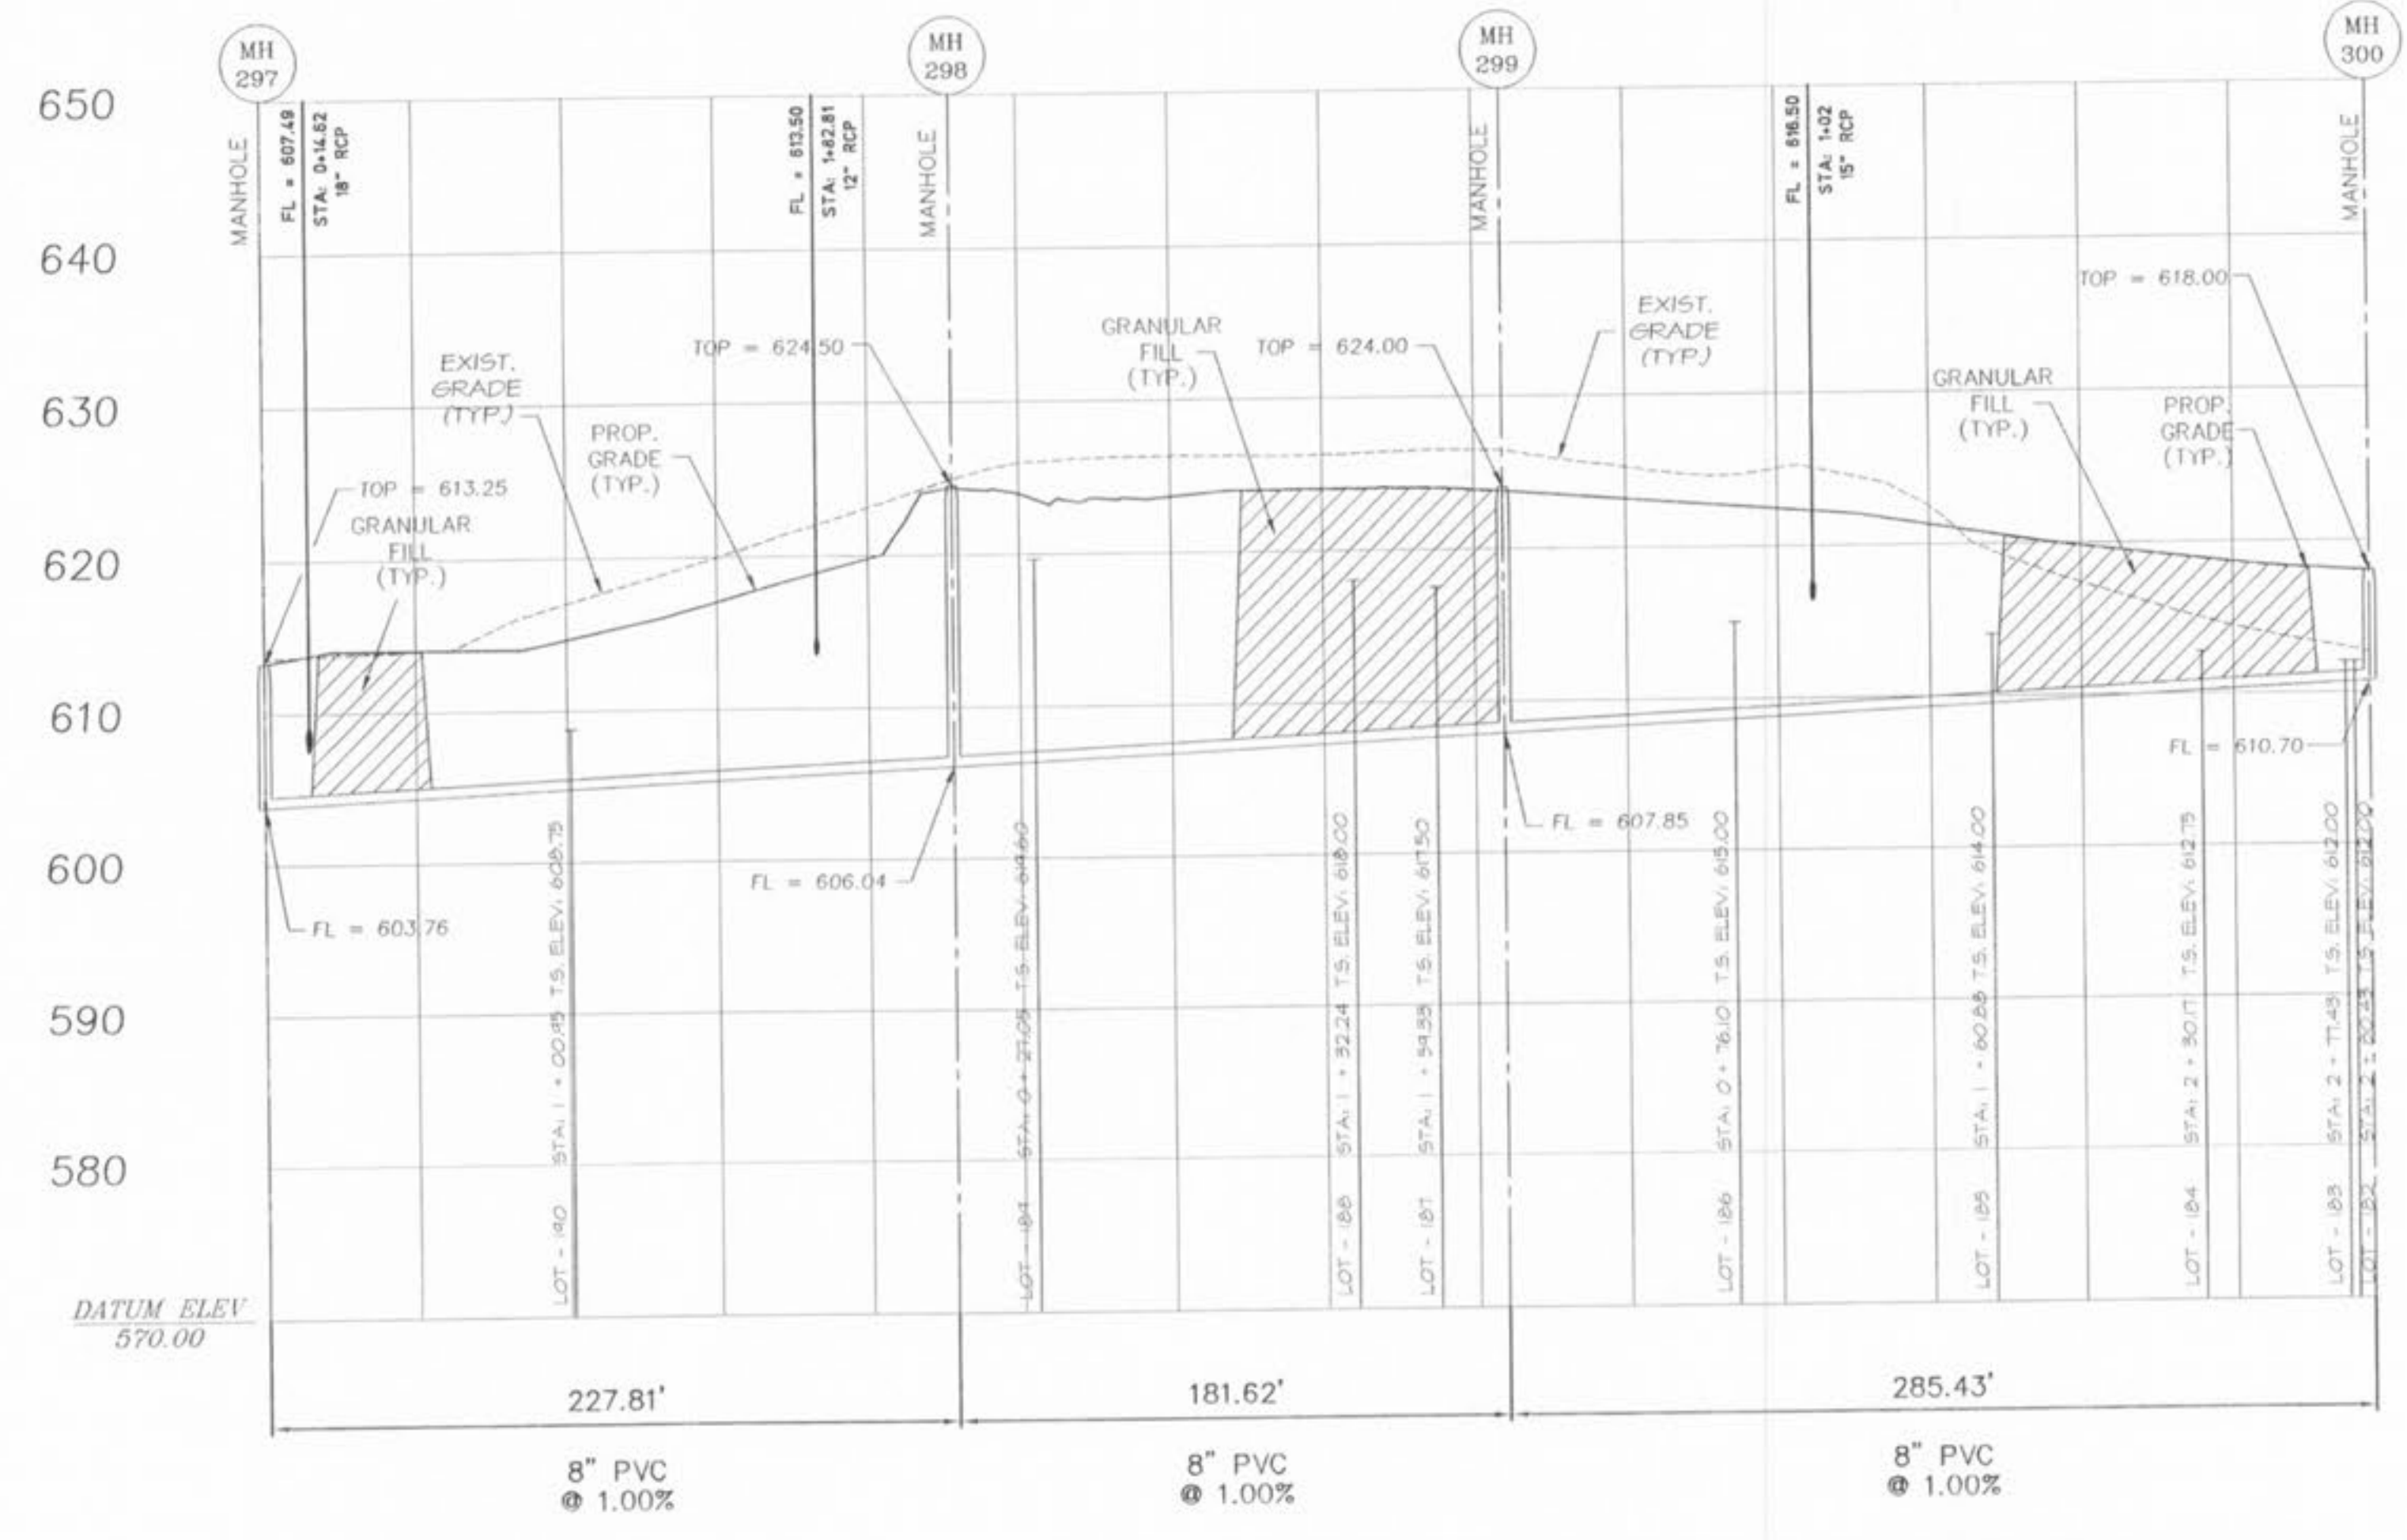 MH
297
MH
298
MH
299
MH
300
650
640
630
620
610
600
590
580
DATUM ELEV
570.00
MANHOLE
FL = 607.49
STA: 0+14.62
18" RCP
FL = 613.50
STA: 1+82.81
12" RCP
MANHOLE
MANHOLE
FL = 616.50
STA: 1+02
15" RCP
MANHOLE
TOP = 613.25
GRANULAR
FILL
(TYP.)
EXIST.
GRADE
(TYP.)
PROP.
GRADE
(TYP.)
TOP = 624.50
GRANULAR
FILL
(TYP.)
TOP = 624.00
EXIST.
GRADE
(TYP.)
TOP = 618.00
GRANULAR
FILL
(TYP.)
PROP.
GRADE
(TYP.)
FL = 603.76
FL = 606.04
FL = 607.85
FL = 610.70
LOT - 190 STA: 1 + 00.95 T.S. ELEV: 608.75
LOT - 189 STA: 0 + 27.05 T.S. ELEV: 619.60
LOT - 188 STA: 1 + 32.24 T.S. ELEV: 618.00
LOT - 187 STA: 1 + 59.33 T.S. ELEV: 617.50
LOT - 186 STA: 0 + 76.10 T.S. ELEV: 615.00
LOT - 185 STA: 1 + 60.88 T.S. ELEV: 614.00
LOT - 184 STA: 2 + 30.17 T.S. ELEV: 612.75
LOT - 183 STA: 2 + 77.43 T.S. ELEV: 612.00
LOT - 182 STA: 2 + T.S. ELEV: 612.00
227.81'
181.62'
285.43'
8" PVC
@ 1.00%
8" PVC
@ 1.00%
8" PVC
@ 1.00%